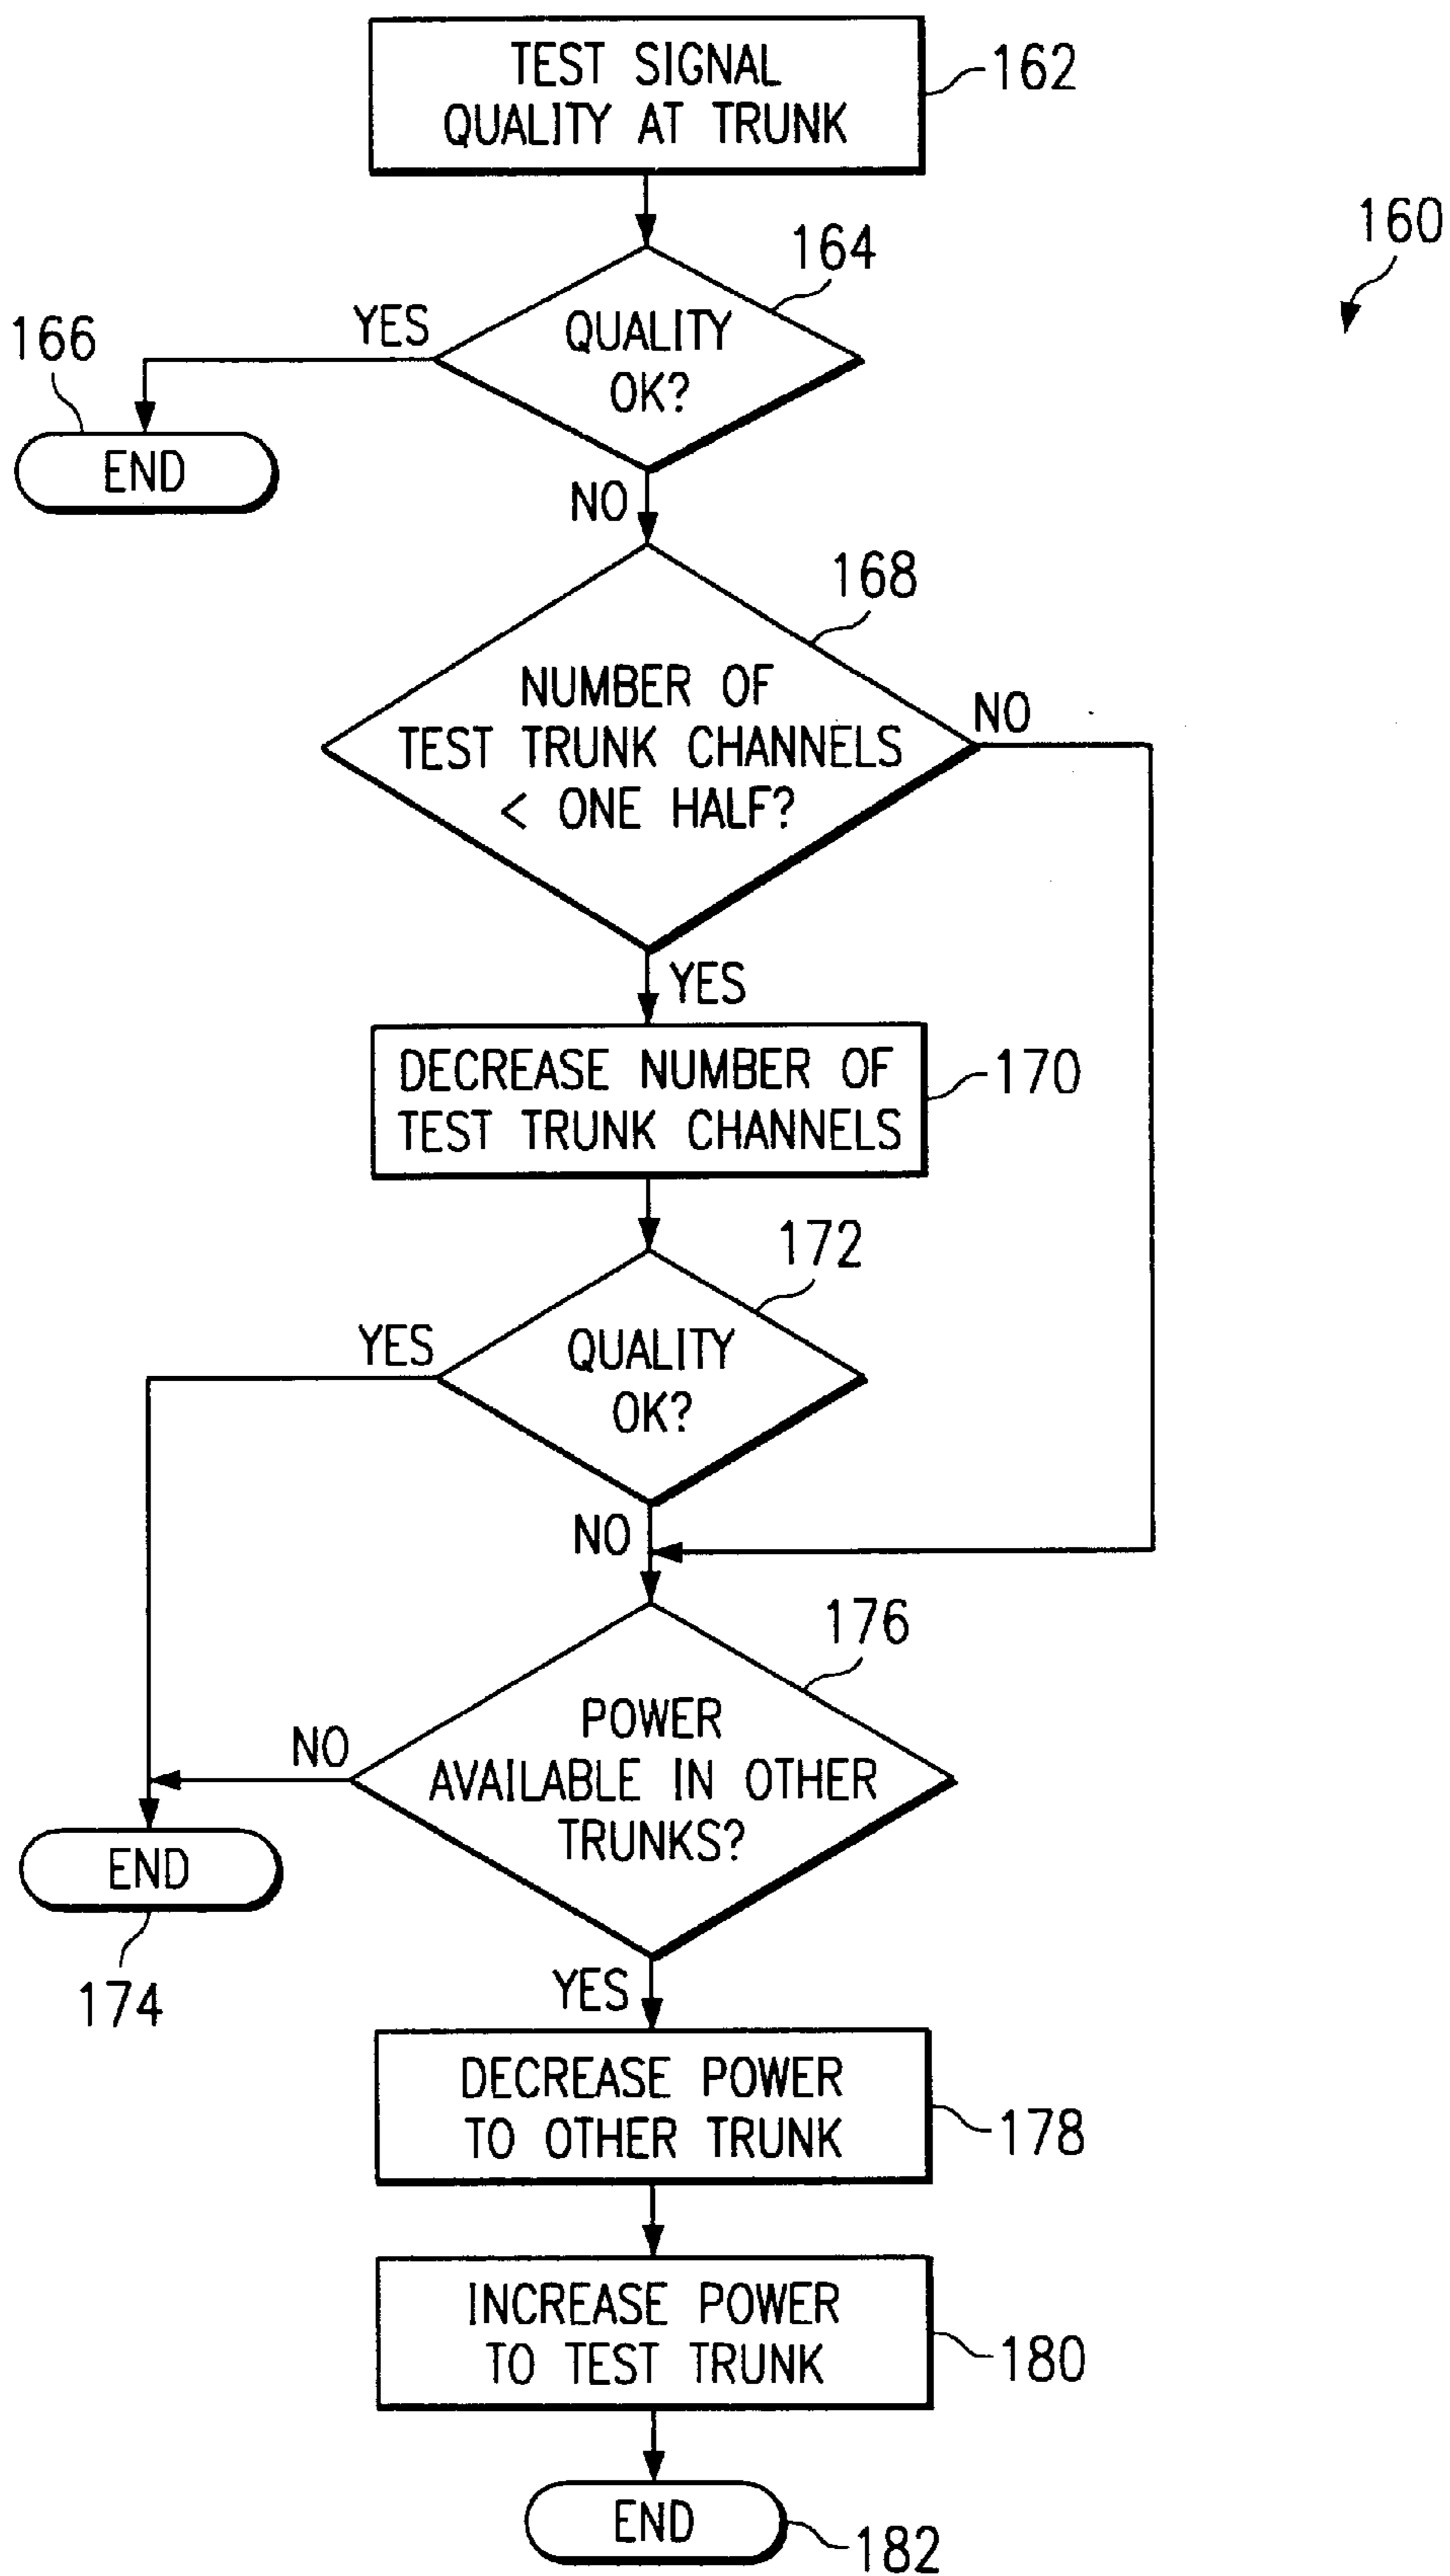 TEST SIGNAL
QUALITY AT TRUNK
162
160
164
YES
QUALITY
OK?
166
END
NO
168
NUMBER OF
TEST TRUNK CHANNELS
< ONE HALF?
NO
YES
DECREASE NUMBER OF
TEST TRUNK CHANNELS
170
172
YES
QUALITY
OK?
NO
176
POWER
AVAILABLE IN OTHER
TRUNKS?
NO
END
174
YES
DECREASE POWER
TO OTHER TRUNK
178
INCREASE POWER
TO TEST TRUNK
180
END
182